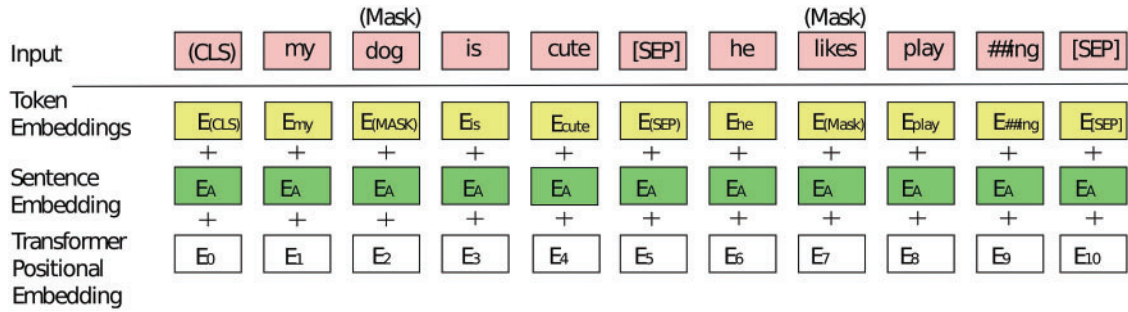 (Mask) (Mask)
Input (CLS) my dog is cute [SEP] he likes play ##ing [SEP]
Token
Embeddings E(CLS) Emy E(MASK) Eis Ecute E(SEP) Ehe E(Mask) Eplay E##ing E[SEP]
+ + + + + + + + + + +
Sentence
Embedding EA EA EA EA EA EA EA EA EA EA EA
+ + + + + + + + + + +
Transformer
Positional
Embedding E0 E1 E2 E3 E4 E5 E6 E7 E8 E9 E10